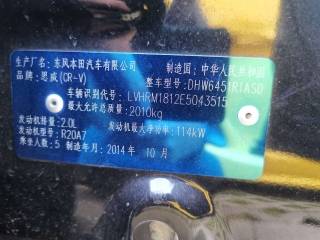 生产厂名：东风本田汽车有限公司 制造国：中华人民共和国
品牌：思威(CR-V) 整车型号：DHW6451R1ASD
车辆识别代号：LVHRM1812E5043515
最大允许总质量：2010kg
发动机排量：2.0L 发动机最大净功率：114kW
发动机型号：R20A7
乘坐人数：5 制造年月：2014 年 10 月